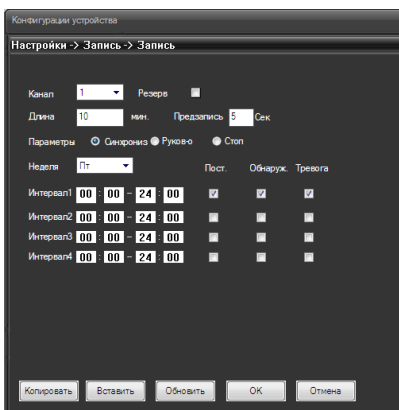 Конфигурации устройства
Настройки -> Запись -> Запись
Канал 1 Резерв
Длина 10 мин. Предзапись 5 Сек
Параметры Синхрониз Руков-о Стоп
Неделя Пт Пост. Обнаруж. Тревога
Интервал1 00 : 00 – 24 : 00
Интервал2 00 : 00 – 24 : 00
Интервал3 00 : 00 – 24 : 00
Интервал4 00 : 00 – 24 : 00
Копировать Вставить Обновить OK Отмена